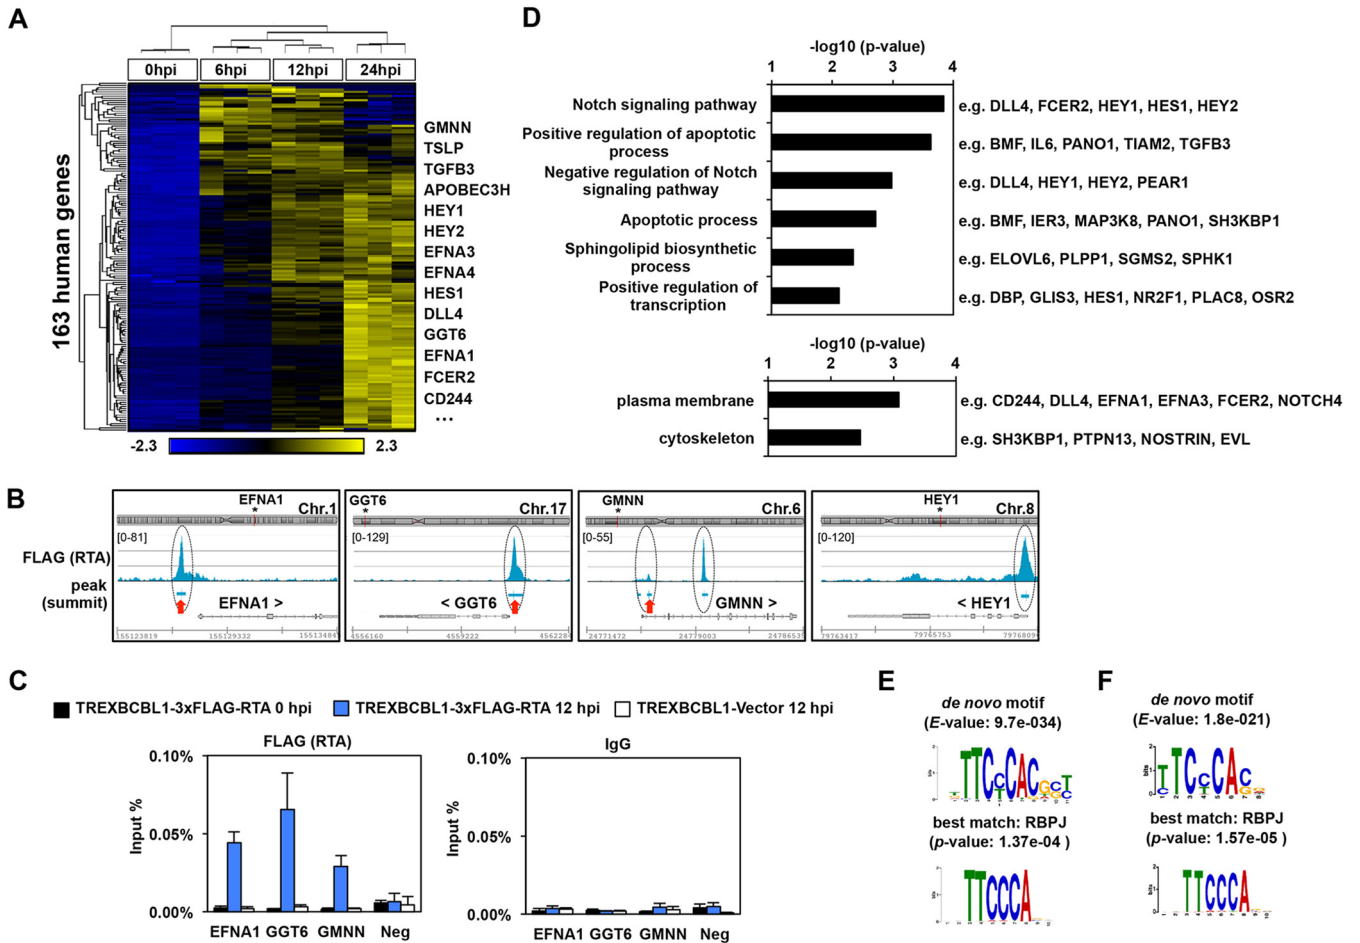 A
0hpi 6hpi 12hpi 24hpi
163 human genes
GMNN
TSLP
TGFB3
APOBEC3H
HEY1
HEY2
EFNA3
EFNA4
HES1
DLL4
GGT6
EFNA1
FCER2
CD244
...
-2.3 2.3
D
-log10 (p-value)
1 2 3 4
Notch signaling pathway e.g. DLL4, FCER2, HEY1, HES1, HEY2
Positive regulation of apoptotic
process e.g. BMF, IL6, PANO1, TIAM2, TGFB3
Negative regulation of Notch
signaling pathway e.g. DLL4, HEY1, HEY2, PEAR1
Apoptotic process e.g. BMF, IER3, MAP3K8, PANO1, SH3KBP1
Sphingolipid biosynthetic
process e.g. ELOVL6, PLPP1, SGMS2, SPHK1
Positive regulation of
transcription e.g. DBP, GLIS3, HES1, NR2F1, PLAC8, OSR2
-log10 (p-value)
1 2 3 4
plasma membrane e.g. CD244, DLL4, EFNA1, EFNA3, FCER2, NOTCH4
cytoskeleton e.g. SH3KBP1, PTPN13, NOSTRIN, EVL
B
FLAG (RTA)
peak
(summit)
EFNA1
* Chr.1
[0-81]
EFNA1 >
155123819 155129332
GGT6
* Chr.17
[0-129]
< GGT6
4556160 4559222
GMNN
* Chr.6
[0-55]
GMNN >
24771472 24779003
HEY1
* Chr.8
[0-120]
< HEY1
79763417 79765753
C
TREXBCBL1-3xFLAG-RTA 0 hpi TREXBCBL1-3xFLAG-RTA 12 hpi TREXBCBL1-Vector 12 hpi
FLAG (RTA)
Input %
0.10%
0.05%
0.00%
EFNA1 GGT6 GMNN Neg
IgG
Input %
0.10%
0.05%
0.00%
EFNA1 GGT6 GMNN Neg
E
de novo motif
(E-value: 9.7e-034)
best match: RBPJ
(p-value: 1.37e-04 )
F
de novo motif
(E-value: 1.8e-021)
best match: RBPJ
(p-value: 1.57e-05 )